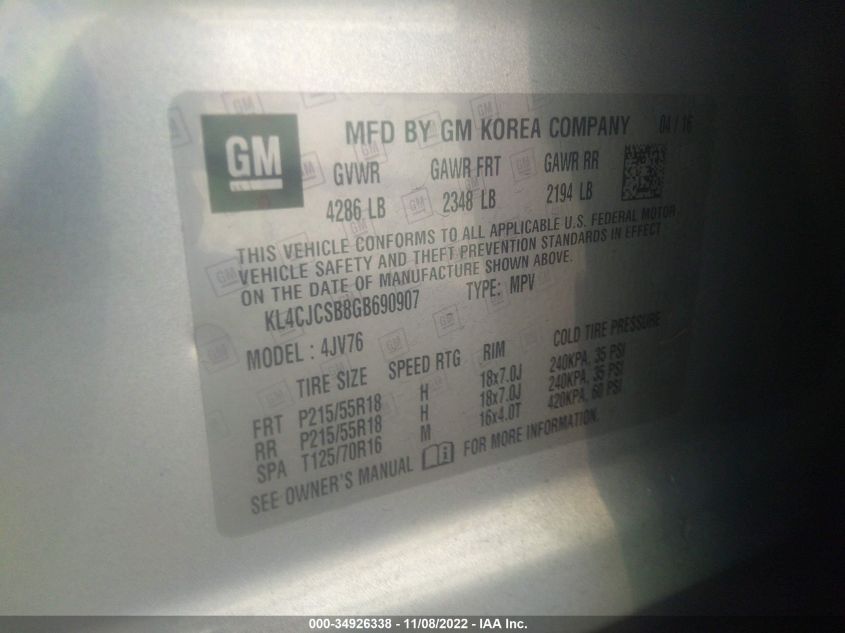 GM
MFD BY GM KOREA COMPANY 04 / 16
GVWR GAWR FRT GAWR RR
4286 LB 2348 LB 2194 LB
THIS VEHICLE CONFORMS TO ALL APPLICABLE U.S. FEDERAL MOTOR
VEHICLE SAFETY AND THEFT PREVENTION STANDARDS IN EFFECT
ON THE DATE OF MANUFACTURE SHOWN ABOVE.
KL4CJCSB8GB690907 TYPE: MPV
MODEL : 4JV76
TIRE SIZE SPEED RTG RIM COLD TIRE PRESSURE
FRT P215/55R18 H 18x7.0J 240KPA, 35 PSI
RR P215/55R18 H 18x7.0J 240KPA, 35 PSI
SPA T125/70R16 M 16x4.0T 420KPA, 60 PSI
SEE OWNER'S MANUAL FOR MORE INFORMATION.
000-34926338 - 11/08/2022 - IAA Inc.